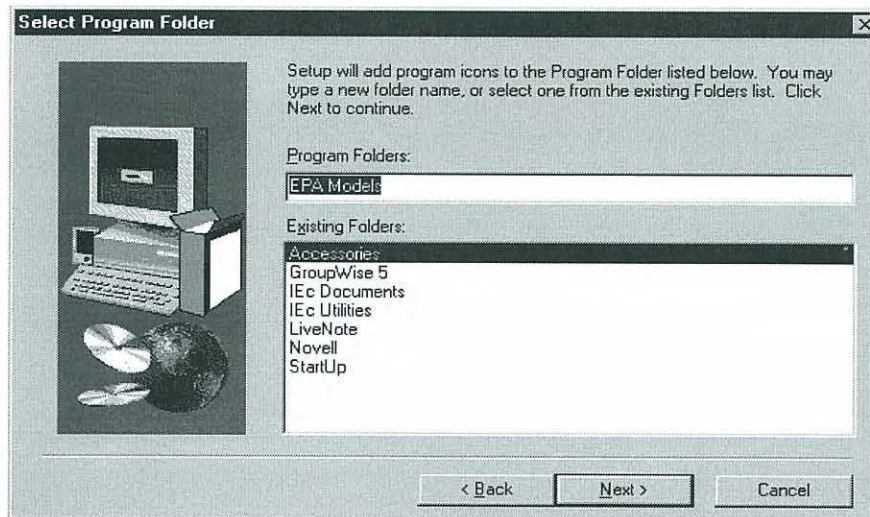 Select Program Folder
Setup will add program icons to the Program Folder listed below. You may
type a new folder name, or select one from the existing Folders list. Click
Next to continue.
Program Folders:
EPA Models
Existing Folders:
Accessories
GroupWise 5
IEc Documents
IEc Utilities
LiveNote
Novell
StartUp
< Back
Next >
Cancel